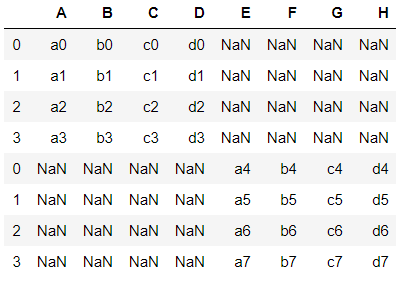 A B C D E F G H
0 a0 b0 c0 d0 NaN NaN NaN NaN
1 a1 b1 c1 d1 NaN NaN NaN NaN
2 a2 b2 c2 d2 NaN NaN NaN NaN
3 a3 b3 c3 d3 NaN NaN NaN NaN
0 NaN NaN NaN NaN a4 b4 c4 d4
1 NaN NaN NaN NaN a5 b5 c5 d5
2 NaN NaN NaN NaN a6 b6 c6 d6
3 NaN NaN NaN NaN a7 b7 c7 d7